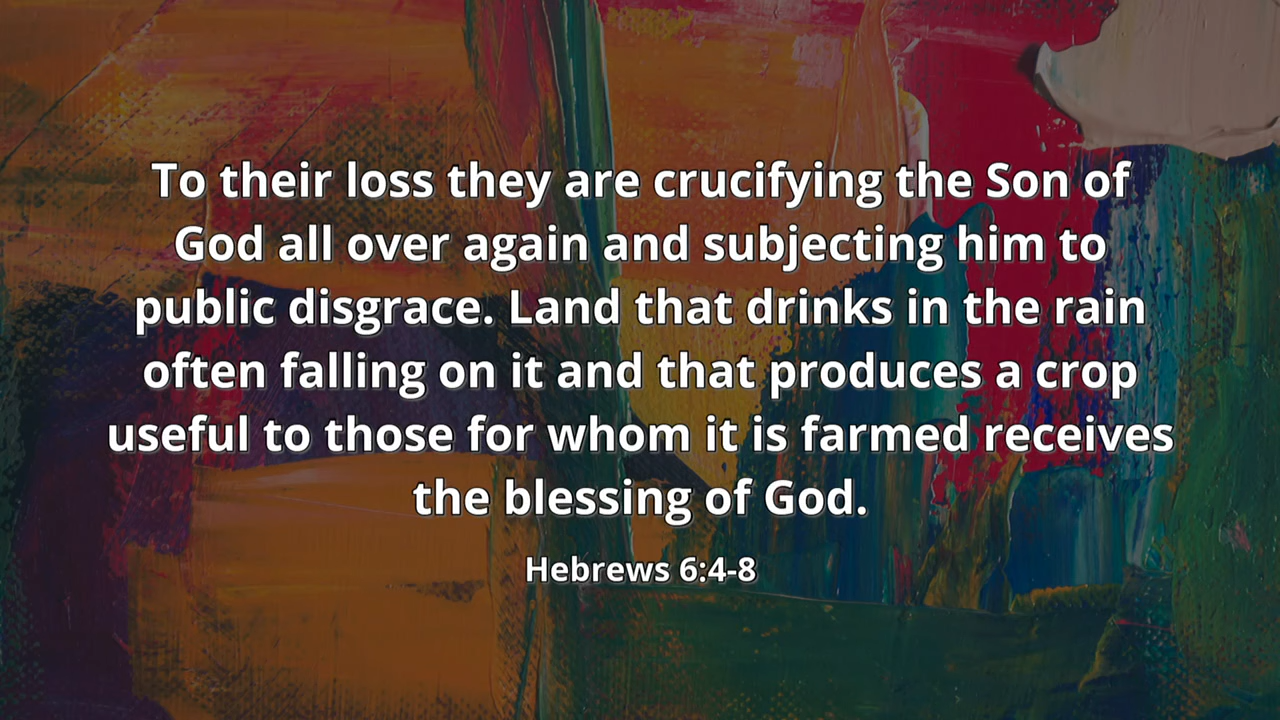 To their loss they are crucifying the Son of
God all over again and subjecting him to
public disgrace. Land that drinks in the rain
often falling on it and that produces a crop
useful to those for whom it is farmed receives
the blessing of God.
Hebrews 6:4-8